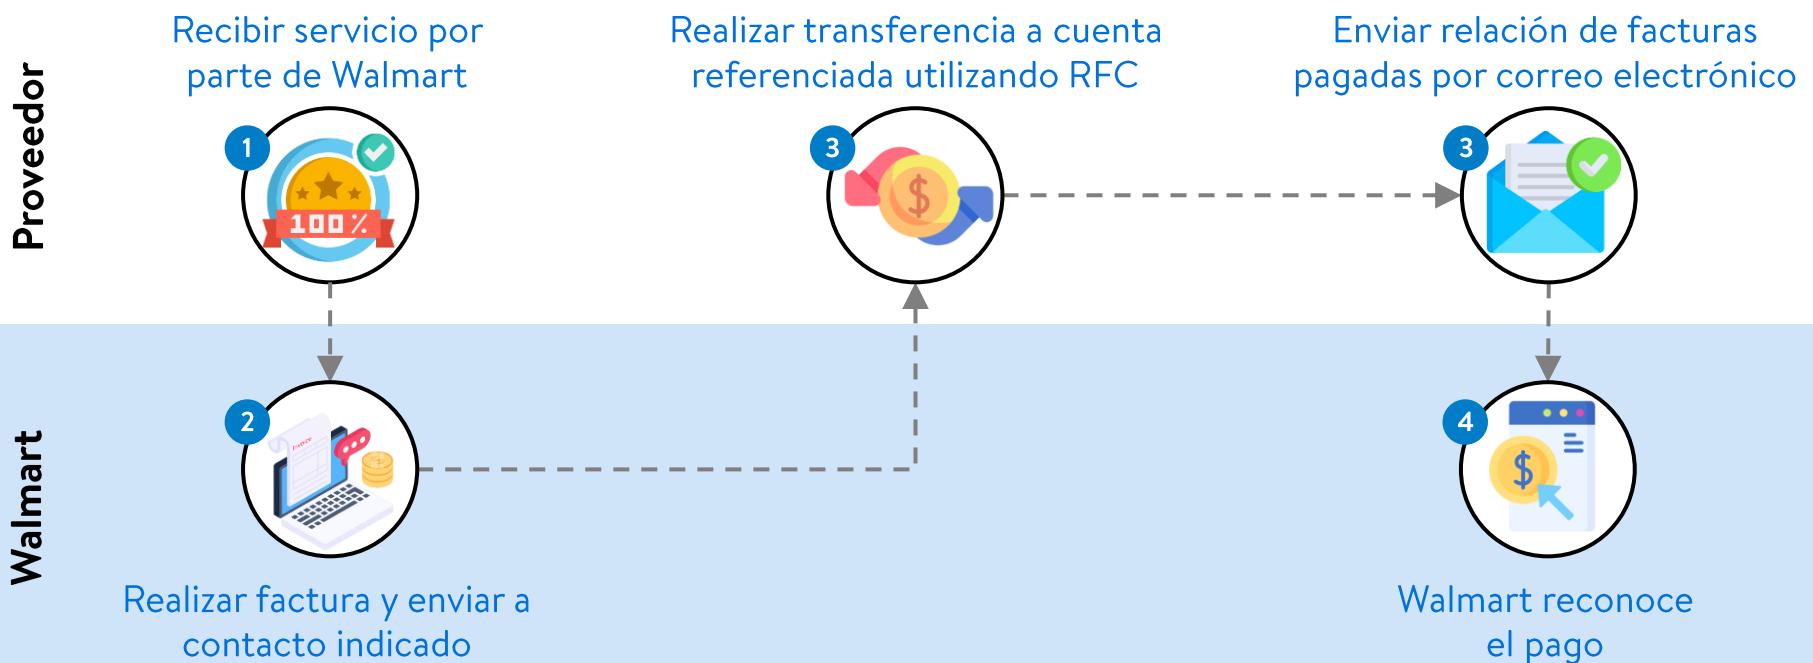 Proveedor
Recibir servicio por
parte de Walmart
1
100%
Realizar transferencia a cuenta
referenciada utilizando RFC
3
$
Enviar relación de facturas
pagadas por correo electrónico
3
Walmart
2
Realizar factura y enviar a
contacto indicado
4
$
Walmart reconoce
el pago